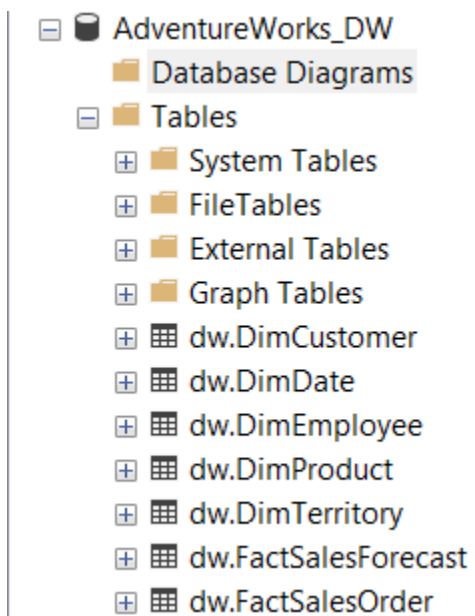 AdventureWorks_DW
Database Diagrams
Tables
System Tables
FileTables
External Tables
Graph Tables
dw.DimCustomer
dw.DimDate
dw.DimEmployee
dw.DimProduct
dw.DimTerritory
dw.FactSalesForecast
dw.FactSalesOrder